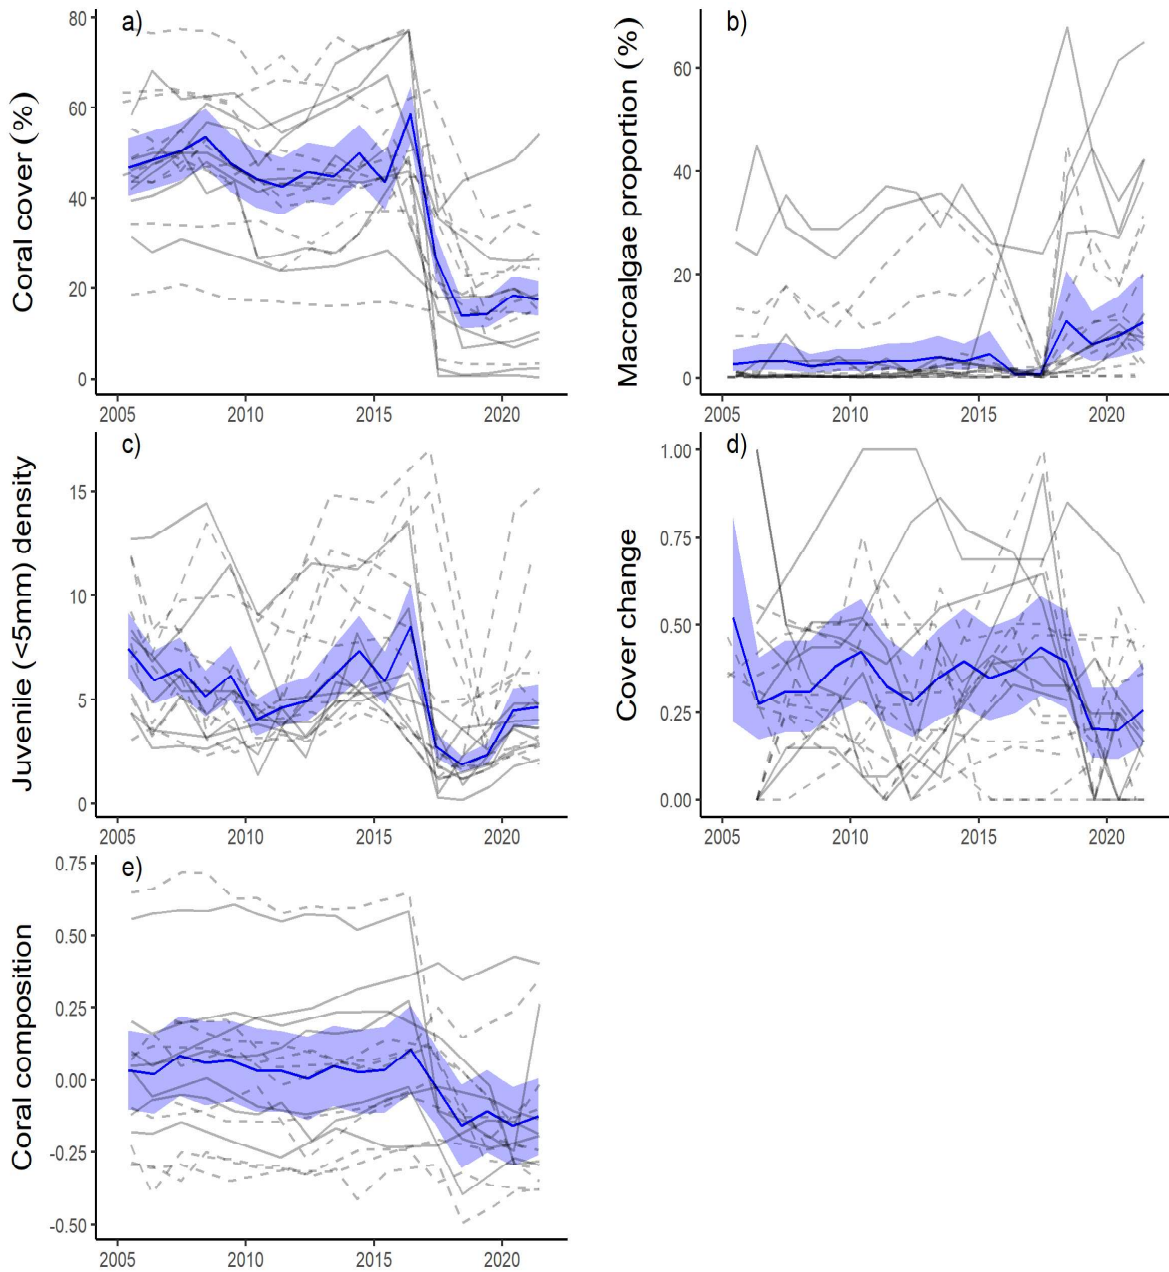 a)
Coral cover (%)
80
60
40
20
0
2005 2010 2015 2020
b)
Macroalgae proportion (%)
60
40
20
0
2005 2010 2015 2020
c)
Juvenile (<5mm) density
15
10
5
0
2005 2010 2015 2020
d)
Cover change
1.00
0.75
0.50
0.25
0.00
2005 2010 2015 2020
e)
Coral composition
0.75
0.50
0.25
0.00
-0.25
-0.50
2005 2010 2015 2020